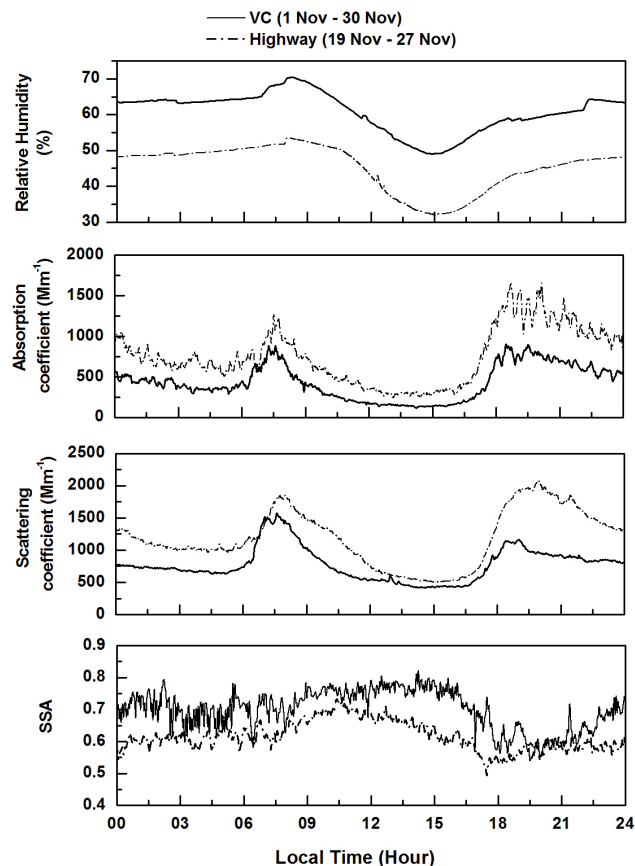 VC (1 Nov - 30 Nov)
Highway (19 Nov - 27 Nov)
Relative Humidity
(%)
70
60
50
40
30
Absorption
coefficient (Mm⁻¹)
2000
1500
1000
500
0
Scattering
coefficient (Mm⁻¹)
2500
2000
1500
1000
500
0
SSA
0.9
0.8
0.7
0.6
0.5
0.4
00 03 06 09 12 15 18 21 24
Local Time (Hour)